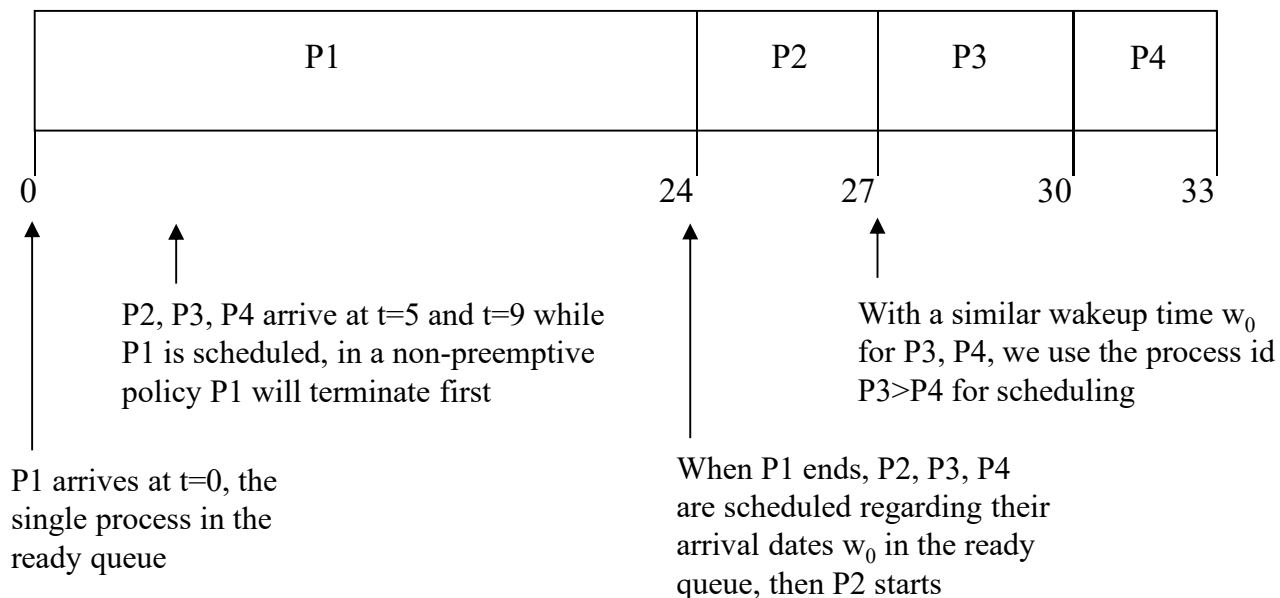 P1 P2 P3 P4
0 24 27 30 33
P2, P3, P4 arrive at t=5 and t=9 while
P1 is scheduled, in a non-preemptive
policy P1 will terminate first
With a similar wakeup time w₀
for P3, P4, we use the process id
P3>P4 for scheduling
P1 arrives at t=0, the
single process in the
ready queue
When P1 ends, P2, P3, P4
are scheduled regarding their
arrival dates w₀ in the ready
queue, then P2 starts